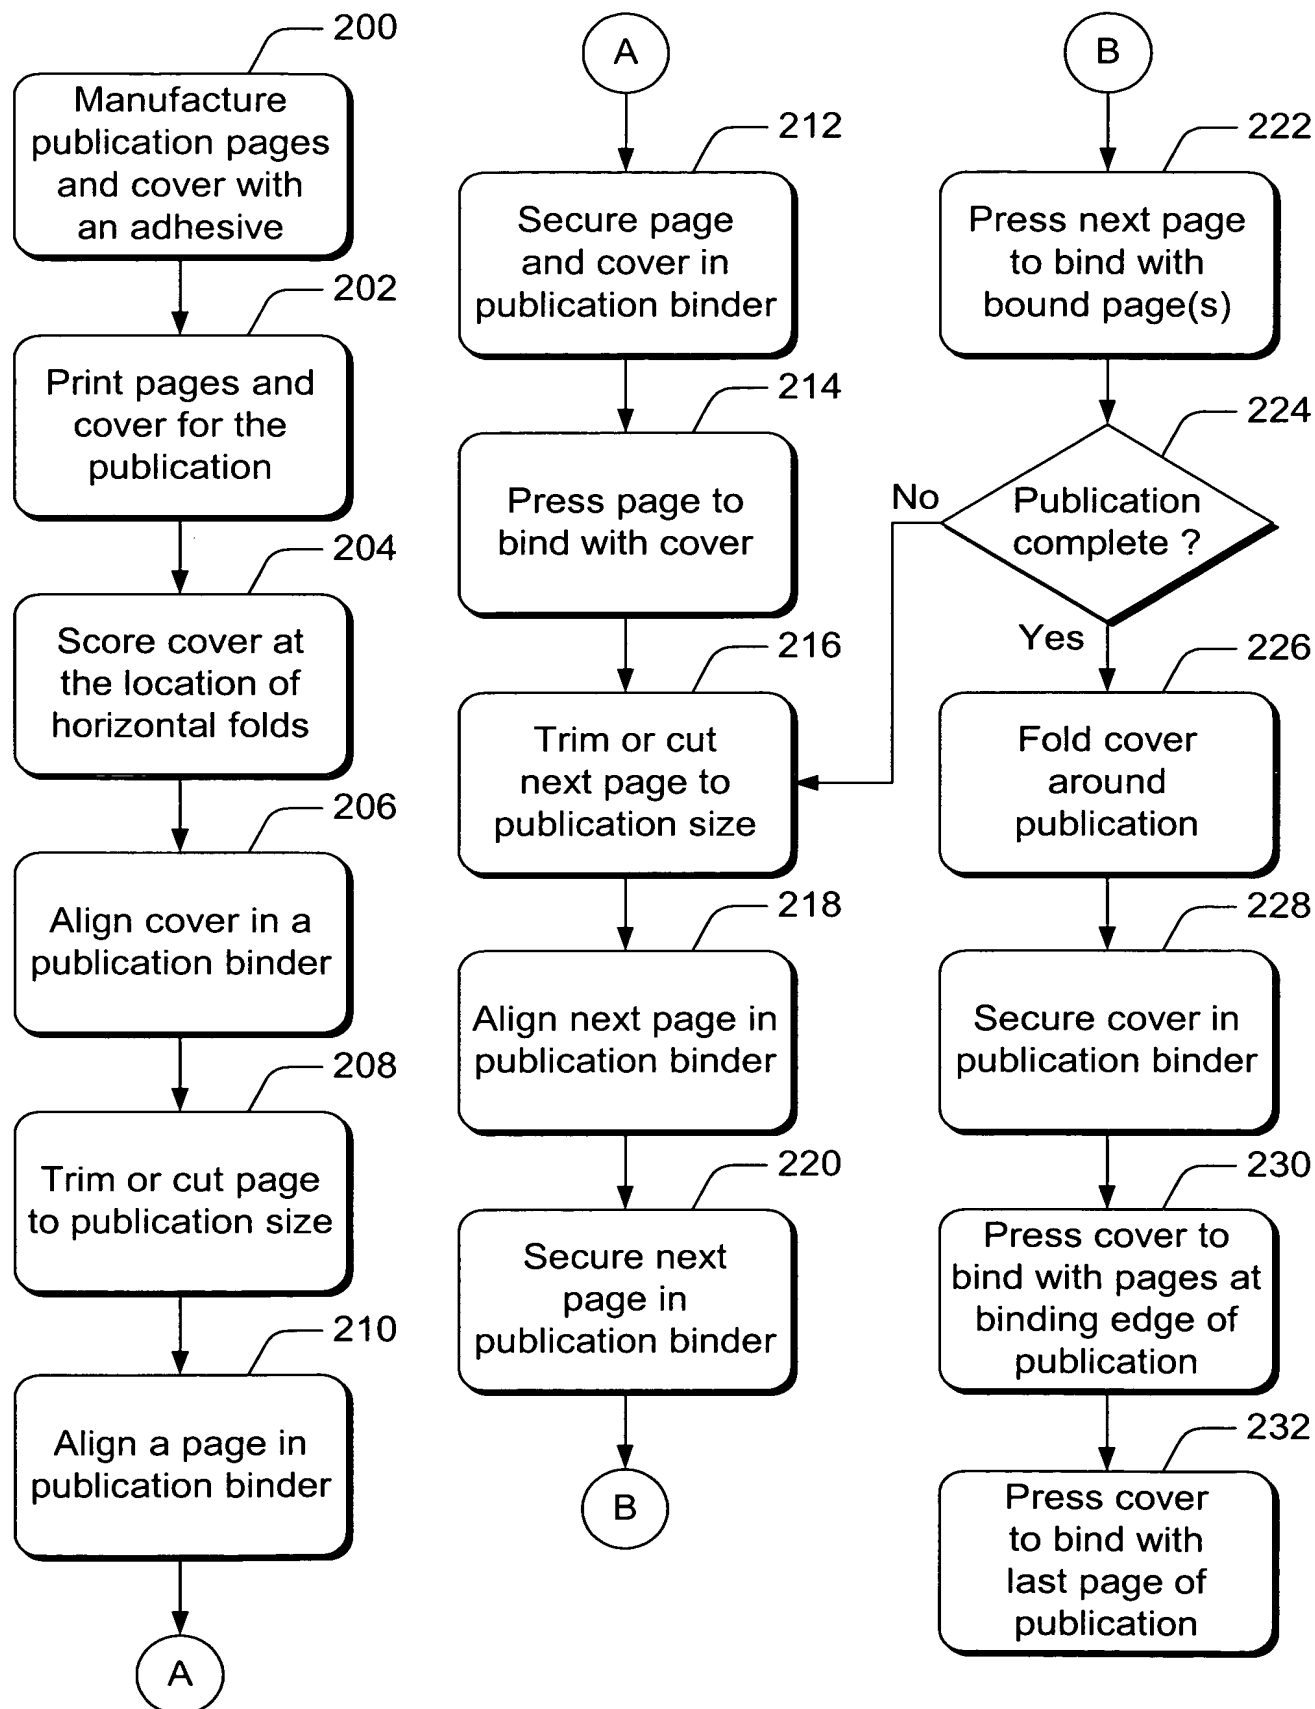 200
Manufacture
publication pages
and cover with
an adhesive
202
Print pages and
cover for the
publication
204
Score cover at
the location of
horizontal folds
206
Align cover in a
publication binder
208
Trim or cut page
to publication size
210
Align a page in
publication binder
A
A
212
Secure page
and cover in
publication binder
214
Press page to
bind with cover
216
Trim or cut
next page to
publication size
218
Align next page in
publication binder
220
Secure next
page in
publication binder
B
B
222
Press next page
to bind with
bound page(s)
224
Publication
complete ?
No
Yes
226
Fold cover
around
publication
228
Secure cover in
publication binder
230
Press cover to
bind with pages at
binding edge of
publication
232
Press cover
to bind with
last page of
publication